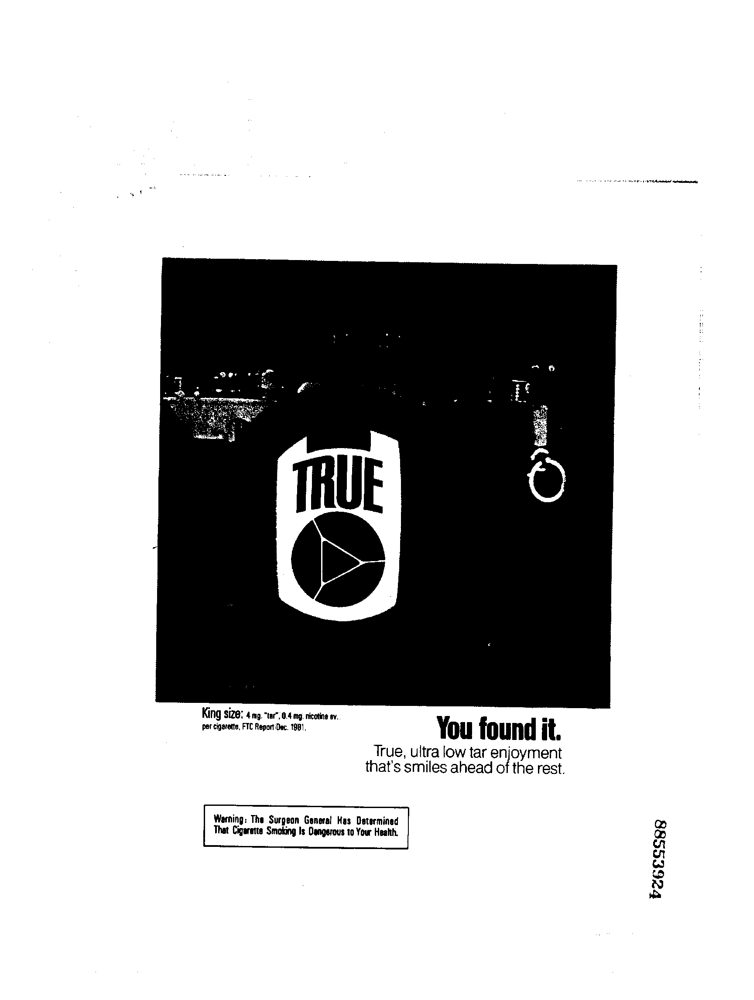 TRUE
King size: 4 mg. "tar", 0.4 mg. nicotine av.
per cigarette, FTC Report Dec. 1981.
You found it.
True, ultra low tar enjoyment
that's smiles ahead of the rest.
Warning: The Surgeon General Has Determined
That Cigarette Smoking Is Dangerous to Your Health.
88553924